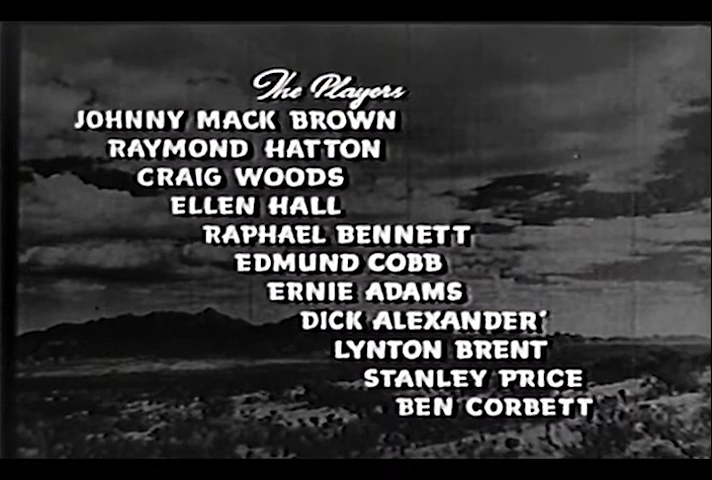 The Players
JOHNNY MACK BROWN
RAYMOND HATTON
CRAIG WOODS
ELLEN HALL
RAPHAEL BENNETT
EDMUND COBB
ERNIE ADAMS
DICK ALEXANDER
LYNTON BRENT
STANLEY PRICE
BEN CORBETT